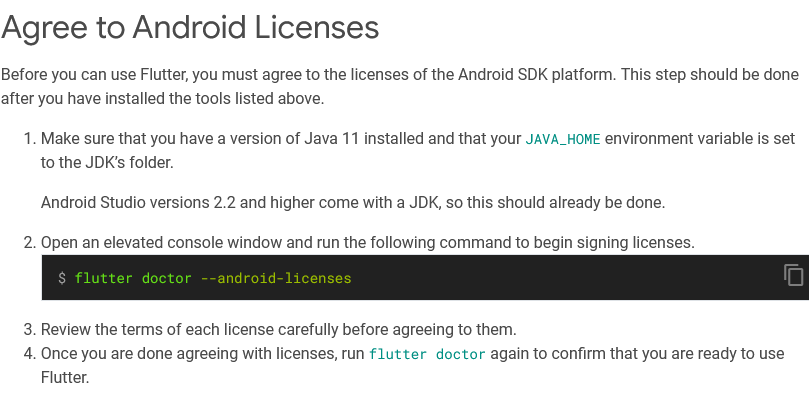 Agree to Android Licenses
Before you can use Flutter, you must agree to the licenses of the Android SDK platform. This step should be done
after you have installed the tools listed above.
1. Make sure that you have a version of Java 11 installed and that your JAVA_HOME environment variable is set
to the JDK’s folder.
Android Studio versions 2.2 and higher come with a JDK, so this should already be done.
2. Open an elevated console window and run the following command to begin signing licenses.
$ flutter doctor --android-licenses
3. Review the terms of each license carefully before agreeing to them.
4. Once you are done agreeing with licenses, run flutter doctor again to confirm that you are ready to use
Flutter.